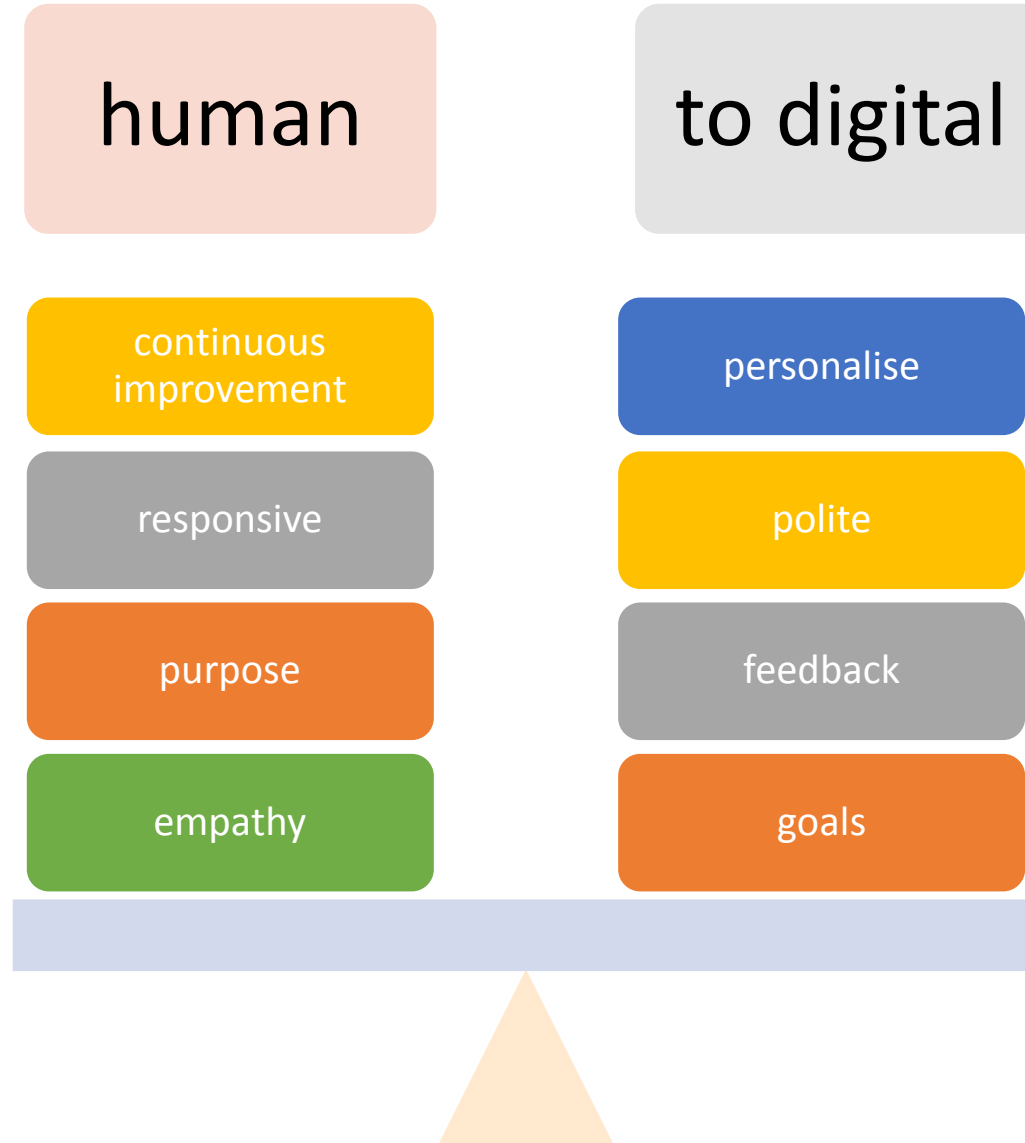 human
to digital
continuous
improvement
responsive
purpose
empathy
personalise
polite
feedback
goals